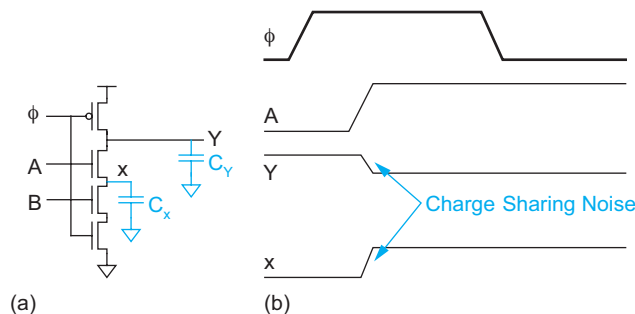 ϕ
A
B
x
Y
C_Y
C_x
(a)
ϕ
A
Y
Charge Sharing Noise
x
(b)